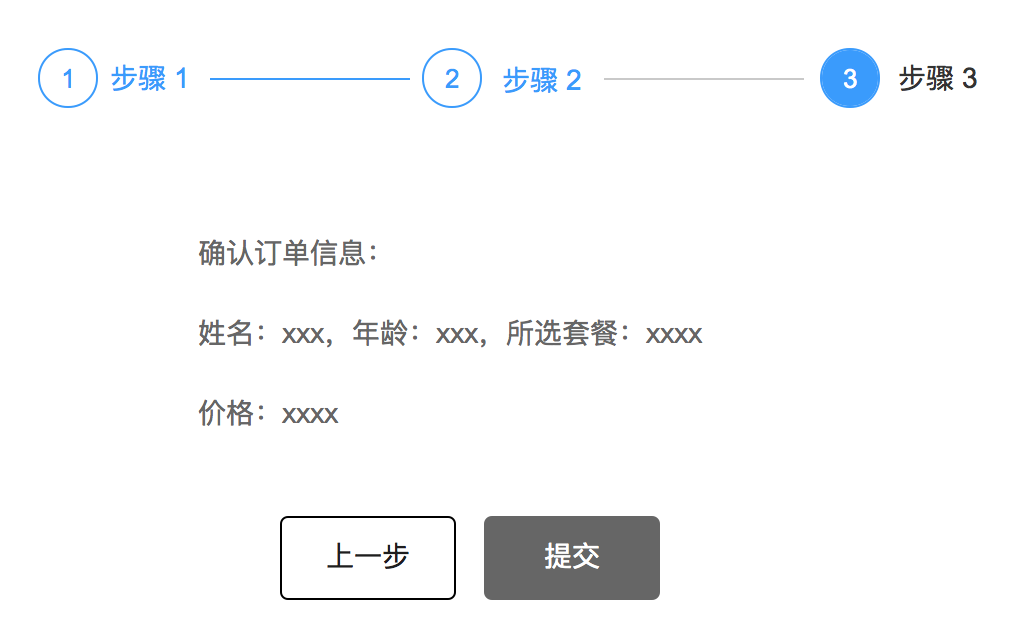 1 步骤 1 2 步骤 2 3 步骤 3
确认订单信息：
姓名：xxx，年龄：xxx，所选套餐：xxxx
价格：xxxx
上一步 提交